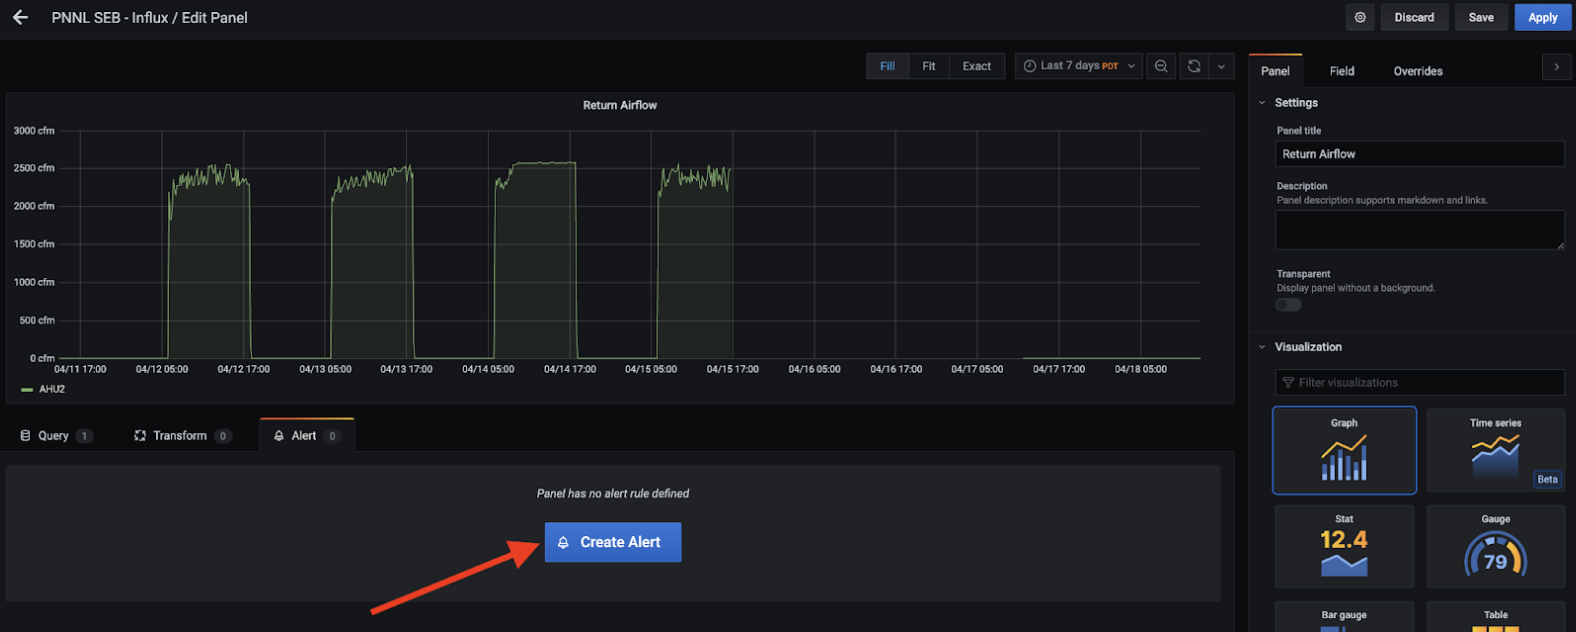 PNNL SEB - Influx / Edit Panel
Discard
Save
Apply
Fill
Fit
Exact
Last 7 days PDT
Return Airflow
3000 cfm
2500 cfm
2000 cfm
1500 cfm
1000 cfm
500 cfm
0 cfm
04/11 17:00 04/12 05:00 04/12 17:00 04/13 05:00 04/13 17:00 04/14 05:00 04/14 17:00 04/15 05:00 04/15 17:00 04/16 05:00 04/16 17:00 04/17 05:00 04/17 17:00 04/18 05:00
AHU2
Query 1
Transform 0
Alert 0
Panel has no alert rule defined
Create Alert
Panel
Field
Overrides
Settings
Panel title
Return Airflow
Description
Panel description supports markdown and links.
Transparent
Display panel without a background.
Visualization
Filter visualizations
Graph
Time series
Beta
Stat
12.4
Gauge
79
Bar gauge
Table